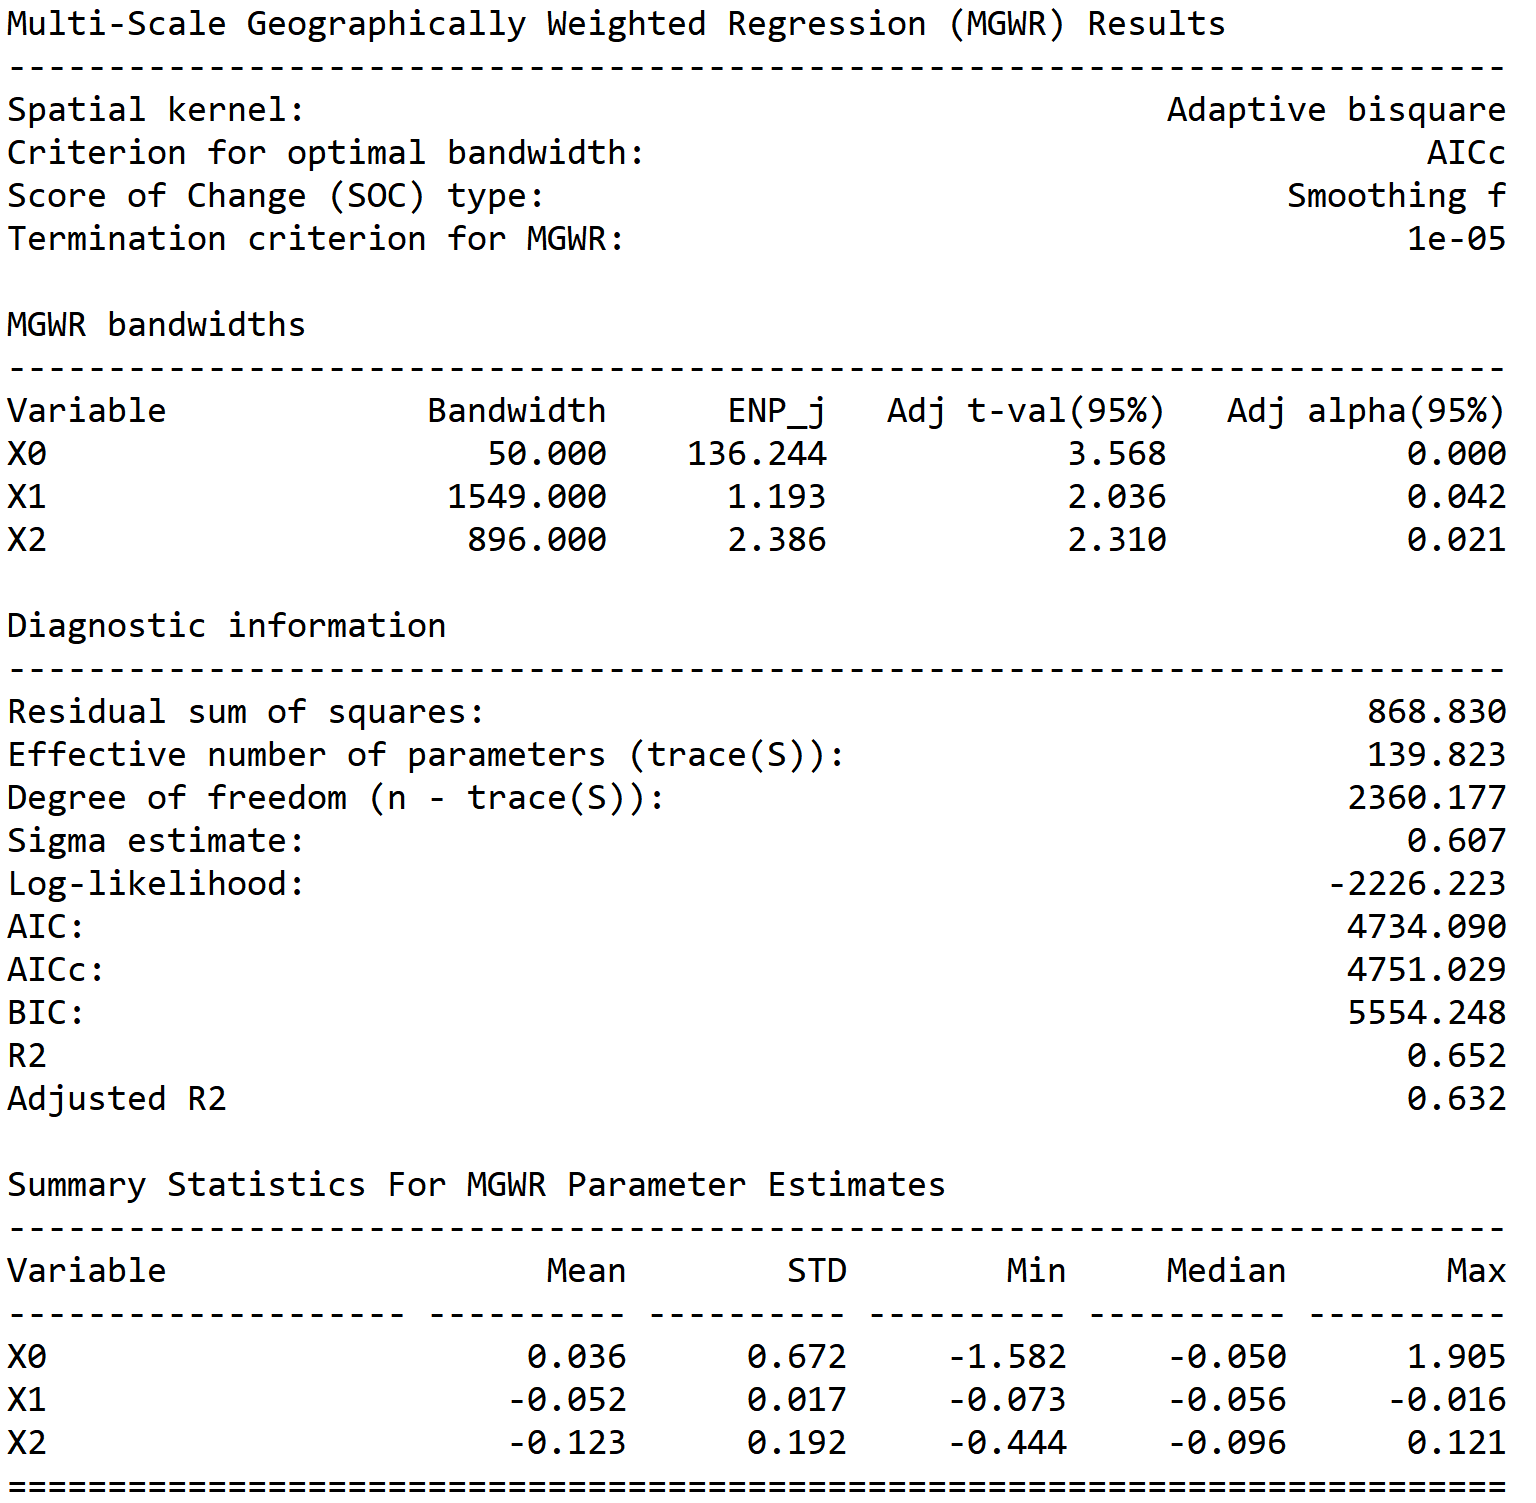 Multi-Scale Geographically Weighted Regression (MGWR) Results
---------------------------------------------------------------------------
Spatial kernel:                                           Adaptive bisquare
Criterion for optimal bandwidth:                                       AICc
Score of Change (SOC) type:                                     Smoothing f
Termination criterion for MGWR:                                       1e-05

MGWR bandwidths
---------------------------------------------------------------------------
Variable             Bandwidth      ENP_j   Adj t-val(95%)   Adj alpha(95%)
X0                      50.000    136.244            3.568            0.000
X1                    1549.000      1.193            2.036            0.042
X2                     896.000      2.386            2.310            0.021

Diagnostic information
---------------------------------------------------------------------------
Residual sum of squares:                                            868.830
Effective number of parameters (trace(S)):                          139.823
Degree of freedom (n - trace(S)):                                  2360.177
Sigma estimate:                                                       0.607
Log-likelihood:                                                   -2226.223
AIC:                                                               4734.090
AICc:                                                              4751.029
BIC:                                                               5554.248
R2                                                                    0.652
Adjusted R2                                                           0.632

Summary Statistics For MGWR Parameter Estimates
---------------------------------------------------------------------------
Variable                   Mean        STD        Min     Median        Max
-------------------- ---------- ---------- ---------- ---------- ----------
X0                        0.036      0.672     -1.582     -0.050      1.905
X1                       -0.052      0.017     -0.073     -0.056     -0.016
X2                       -0.123      0.192     -0.444     -0.096      0.121
===========================================================================